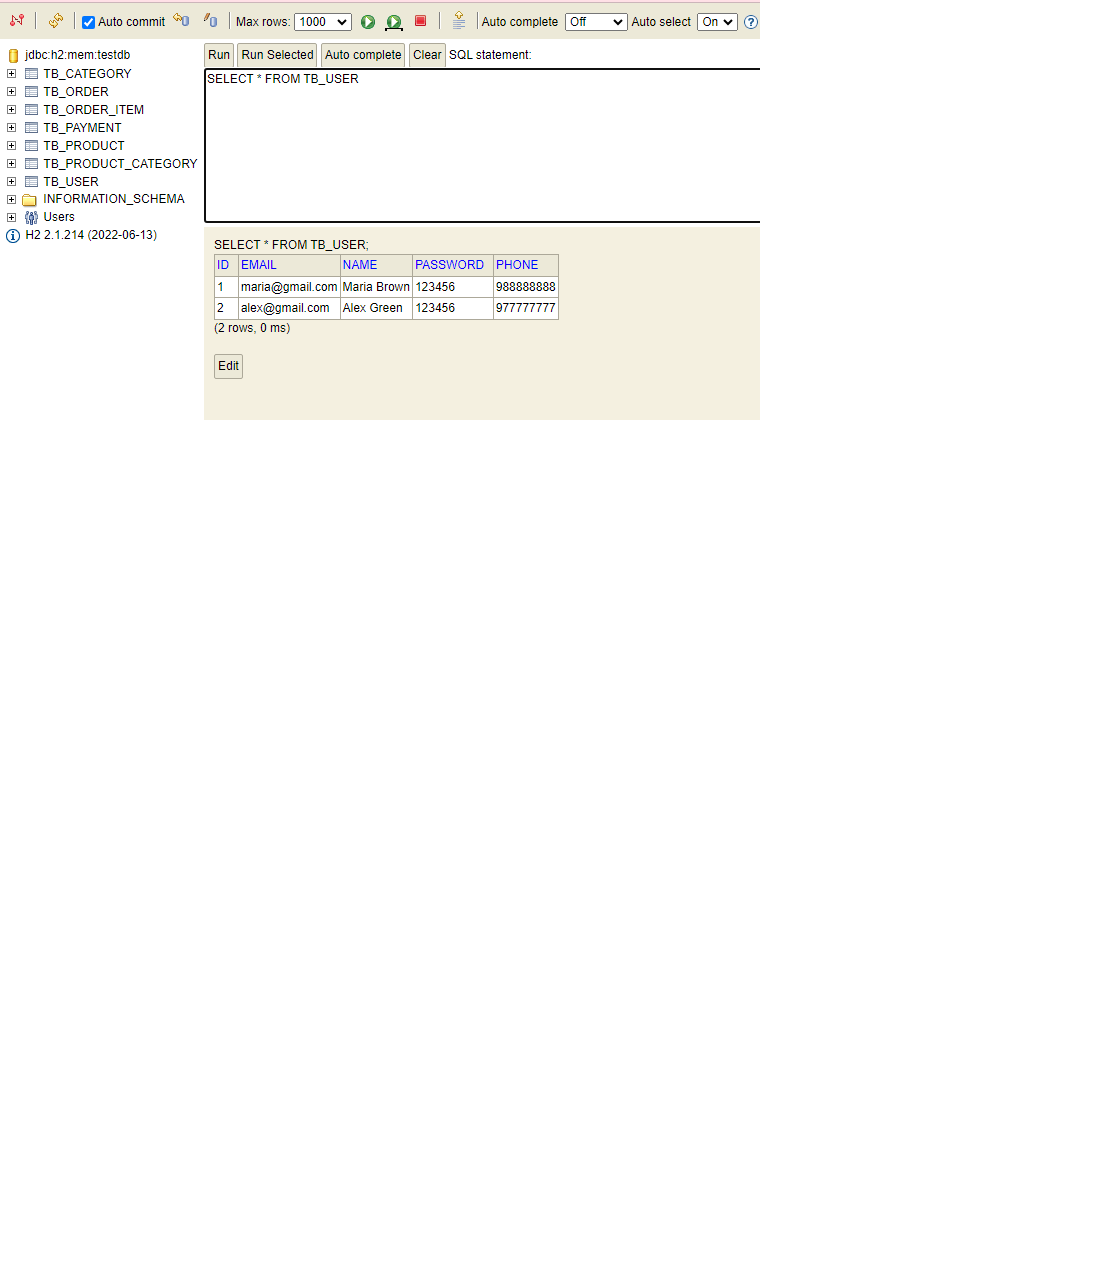 Auto commit Max rows: 1000 Auto complete Off Auto select On ?
jdbc:h2:mem:testdb
TB_CATEGORY
TB_ORDER
TB_ORDER_ITEM
TB_PAYMENT
TB_PRODUCT
TB_PRODUCT_CATEGORY
TB_USER
INFORMATION_SCHEMA
Users
H2 2.1.214 (2022-06-13)
Run Run Selected Auto complete Clear SQL statement:
SELECT * FROM TB_USER
SELECT * FROM TB_USER;
ID EMAIL NAME PASSWORD PHONE
1 maria@gmail.com Maria Brown 123456 988888888
2 alex@gmail.com Alex Green 123456 977777777
(2 rows, 0 ms)
Edit